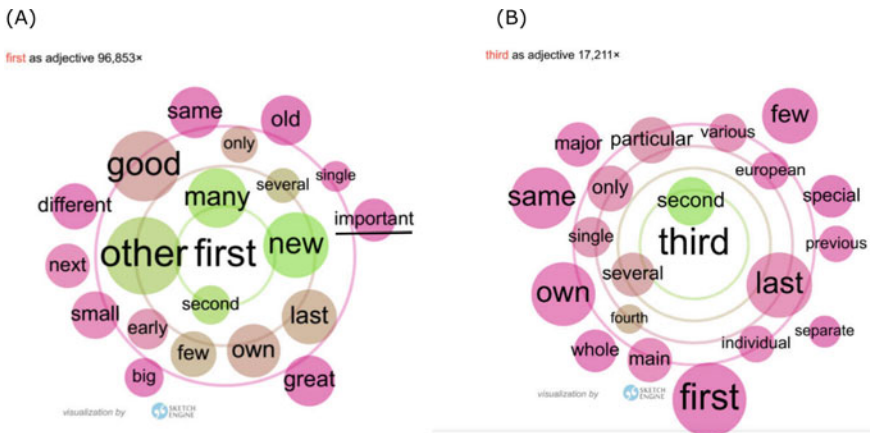 (A)
first as adjective 96,853×
same
old
only
good
single
several
many
different
important
other
first
new
next
second
small
last
early
few
own
big
great
visualization by
SKETCH
ENGINE
(B)
third as adjective 17,211×
few
particular
various
major
european
only
second
same
special
single
third
previous
several
own
last
fourth
separate
individual
whole
main
first
visualization by
SKETCH
ENGINE